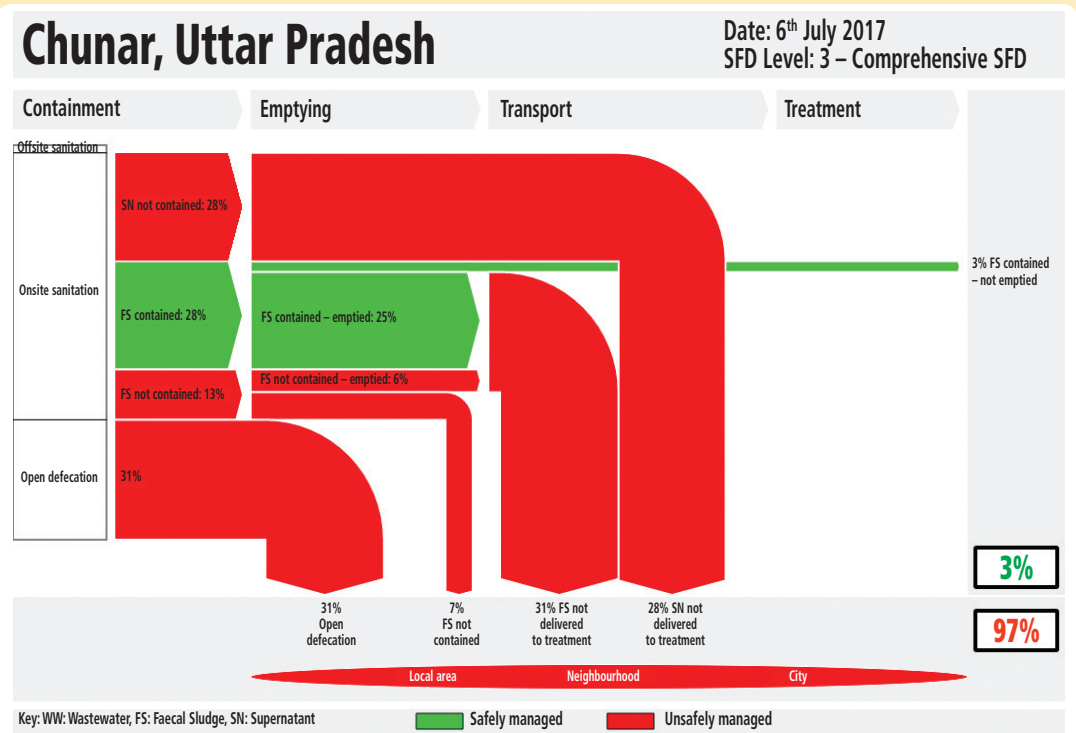 Chunar, Uttar Pradesh
Date: 6th July 2017
SFD Level: 3 – Comprehensive SFD
Containment
Emptying
Transport
Treatment
Offsite sanitation
SN not contained: 28%
Onsite sanitation
FS contained: 28%
FS contained – emptied: 25%
3% FS contained
– not emptied
FS not contained: 13%
FS not contained – emptied: 6%
Open defecation
31%
3%
31%
Open
defecation
7%
FS not
contained
31% FS not
delivered
to treatment
28% SN not
delivered
to treatment
97%
Local area
Neighbourhood
City
Key: WW: Wastewater, FS: Faecal Sludge, SN: Supernatant
Safely managed
Unsafely managed